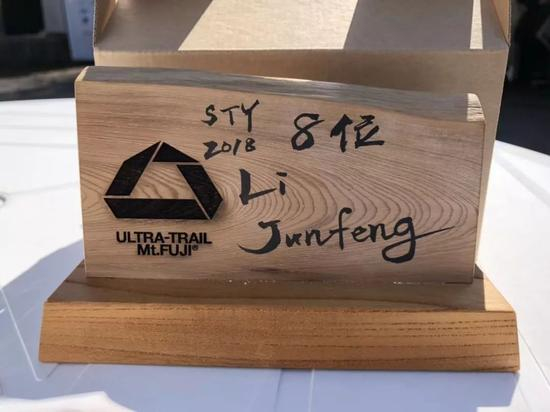 STY 8位
2018
Li
Junfeng
ULTRA-TRAIL
Mt.FUJI®